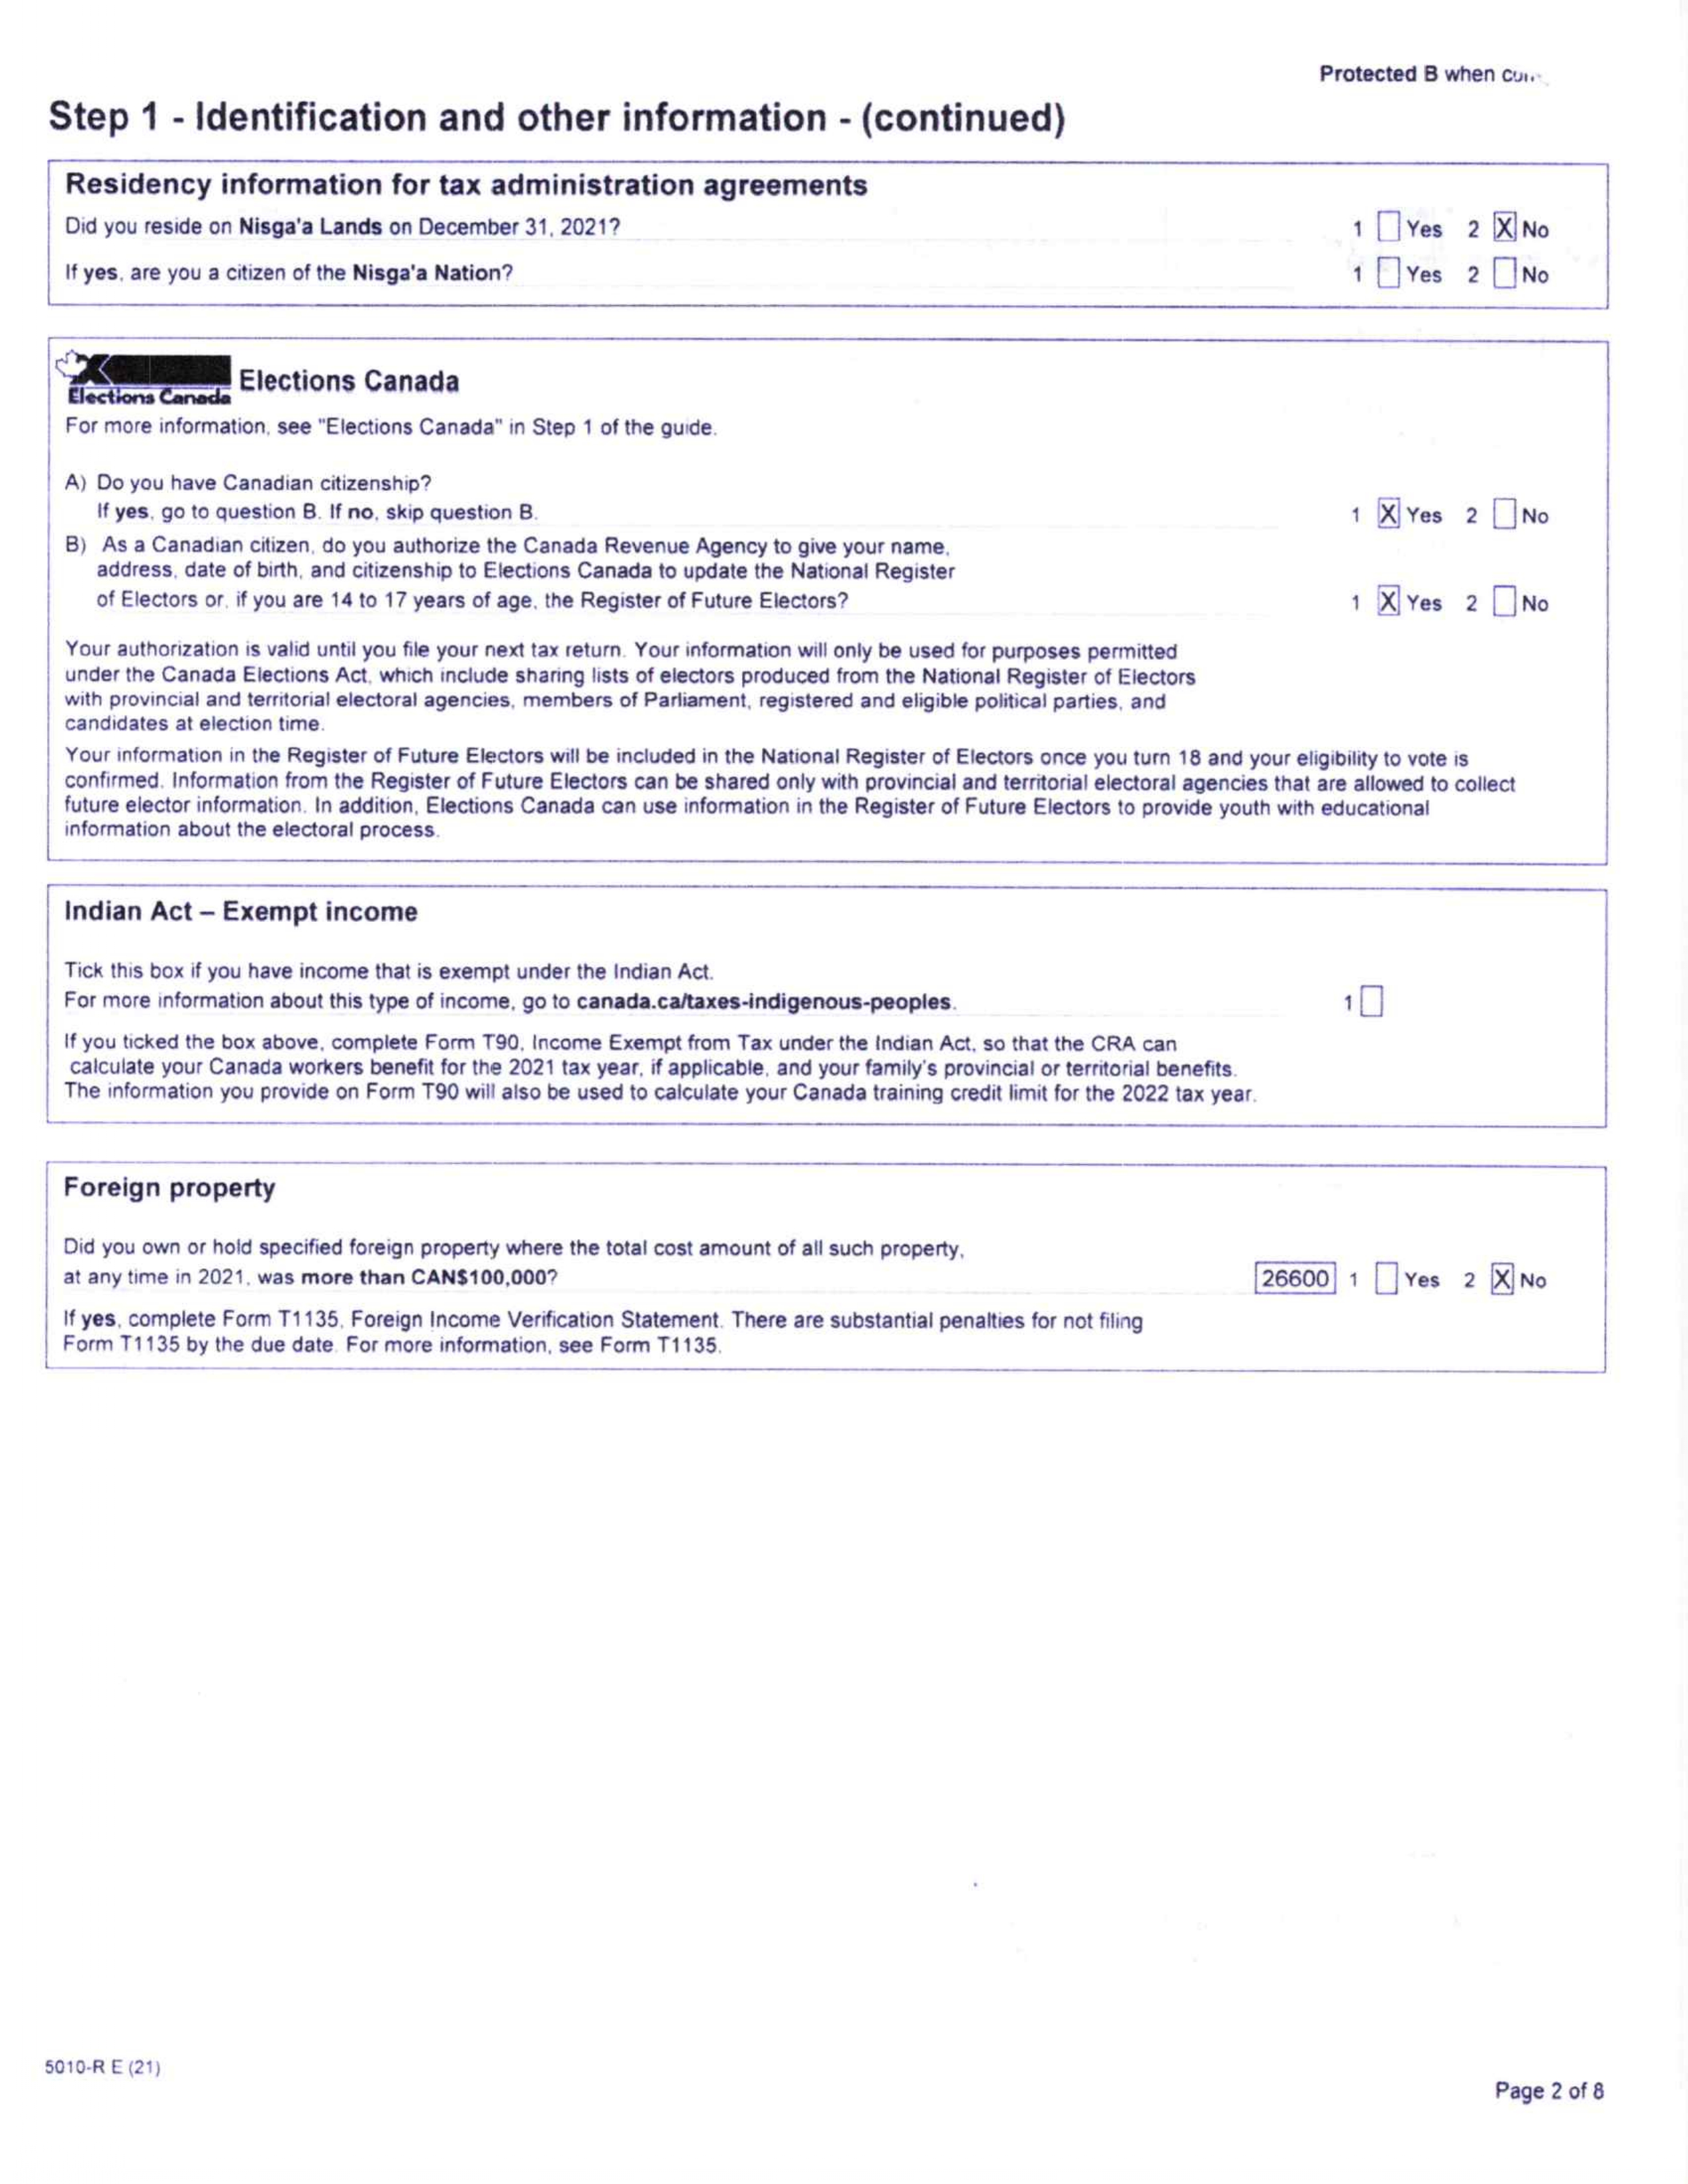 Protected B when
Step 1 - Identification and other information - (continued)
Residency information for tax administration agreements
Did you reside on Nisga'a Lands on December 31, 2021? 1 Yes 2 X No
If yes, are you a citizen of the Nisga'a Nation? 1 Yes 2 No
Elections Canada
Elections Canada
For more information, see "Elections Canada" in Step 1 of the guide.
A) Do you have Canadian citizenship?
If yes, go to question B. If no, skip question B. 1 X Yes 2 No
B) As a Canadian citizen, do you authorize the Canada Revenue Agency to give your name,
address, date of birth, and citizenship to Elections Canada to update the National Register
of Electors or, if you are 14 to 17 years of age, the Register of Future Electors? 1 X Yes 2 No
Your authorization is valid until you file your next tax return. Your information will only be used for purposes permitted
under the Canada Elections Act, which include sharing lists of electors produced from the National Register of Electors
with provincial and territorial electoral agencies, members of Parliament, registered and eligible political parties, and
candidates at election time.
Your information in the Register of Future Electors will be included in the National Register of Electors once you turn 18 and your eligibility to vote is
confirmed. Information from the Register of Future Electors can be shared only with provincial and territorial electoral agencies that are allowed to collect
future elector information. In addition, Elections Canada can use information in the Register of Future Electors to provide youth with educational
information about the electoral process.
Indian Act – Exempt income
Tick this box if you have income that is exempt under the Indian Act.
For more information about this type of income, go to canada.ca/taxes-indigenous-peoples. 1
If you ticked the box above, complete Form T90, Income Exempt from Tax under the Indian Act, so that the CRA can
calculate your Canada workers benefit for the 2021 tax year, if applicable, and your family's provincial or territorial benefits.
The information you provide on Form T90 will also be used to calculate your Canada training credit limit for the 2022 tax year.
Foreign property
Did you own or hold specified foreign property where the total cost amount of all such property,
at any time in 2021, was more than CAN$100,000? 26600 1 Yes 2 X No
If yes, complete Form T1135, Foreign Income Verification Statement. There are substantial penalties for not filing
Form T1135 by the due date. For more information, see Form T1135.
5010-R E (21)
Page 2 of 8